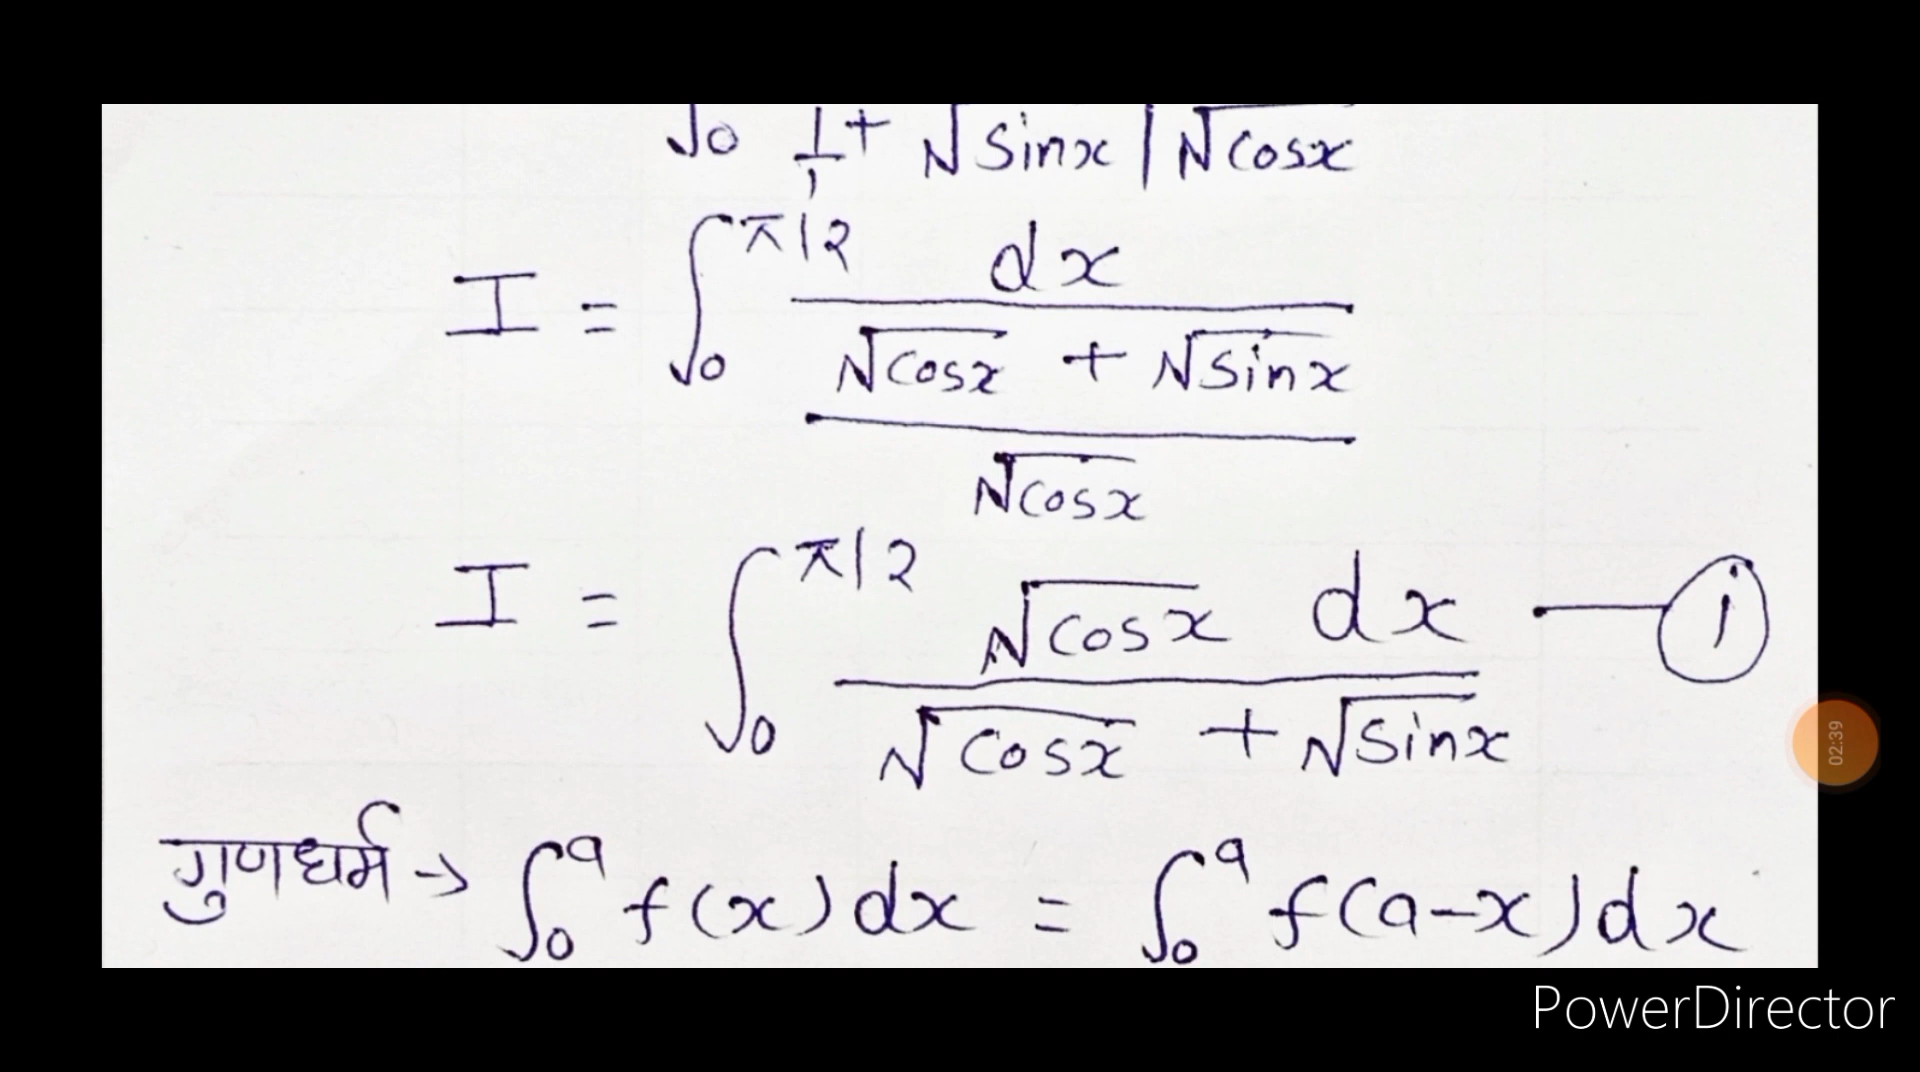 ∫0 1/1 + √sinx / √cosx
I = ∫0 π/2 dx
√cosx + √sinx
√cosx
I = ∫0 π/2 √cosx dx — i
√cosx + √sinx
02:39
गुणधर्म → ∫0 a f(x)dx = ∫0 a f(a-x)dx
PowerDirector